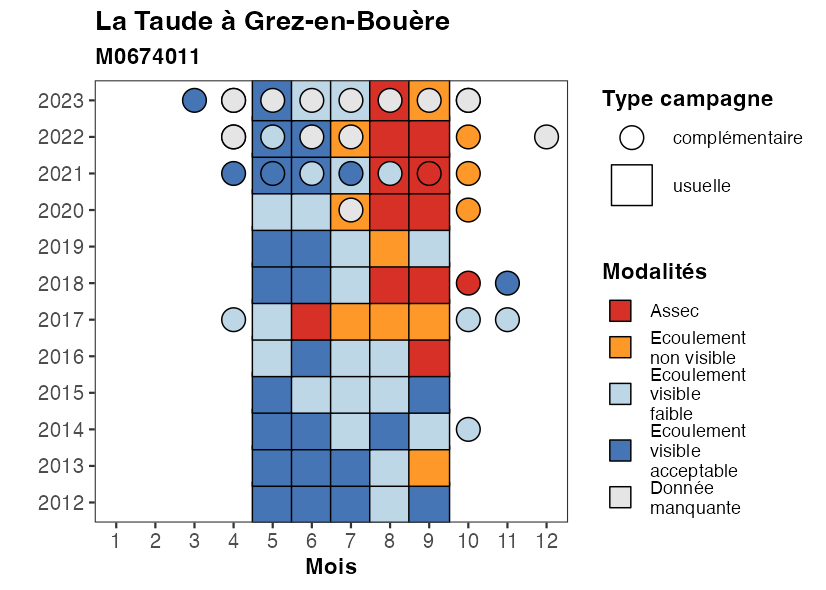 La Taude à Grez-en-Bouère
M0674011
2023
2022
2021
2020
2019
2018
2017
2016
2015
2014
2013
2012
1 2 3 4 5 6 7 8 9 10 11 12
Mois
Type campagne
complémentaire
usuelle
Modalités
Assec
Ecoulement
non visible
Ecoulement
visible
faible
Ecoulement
visible
acceptable
Donnée
manquante